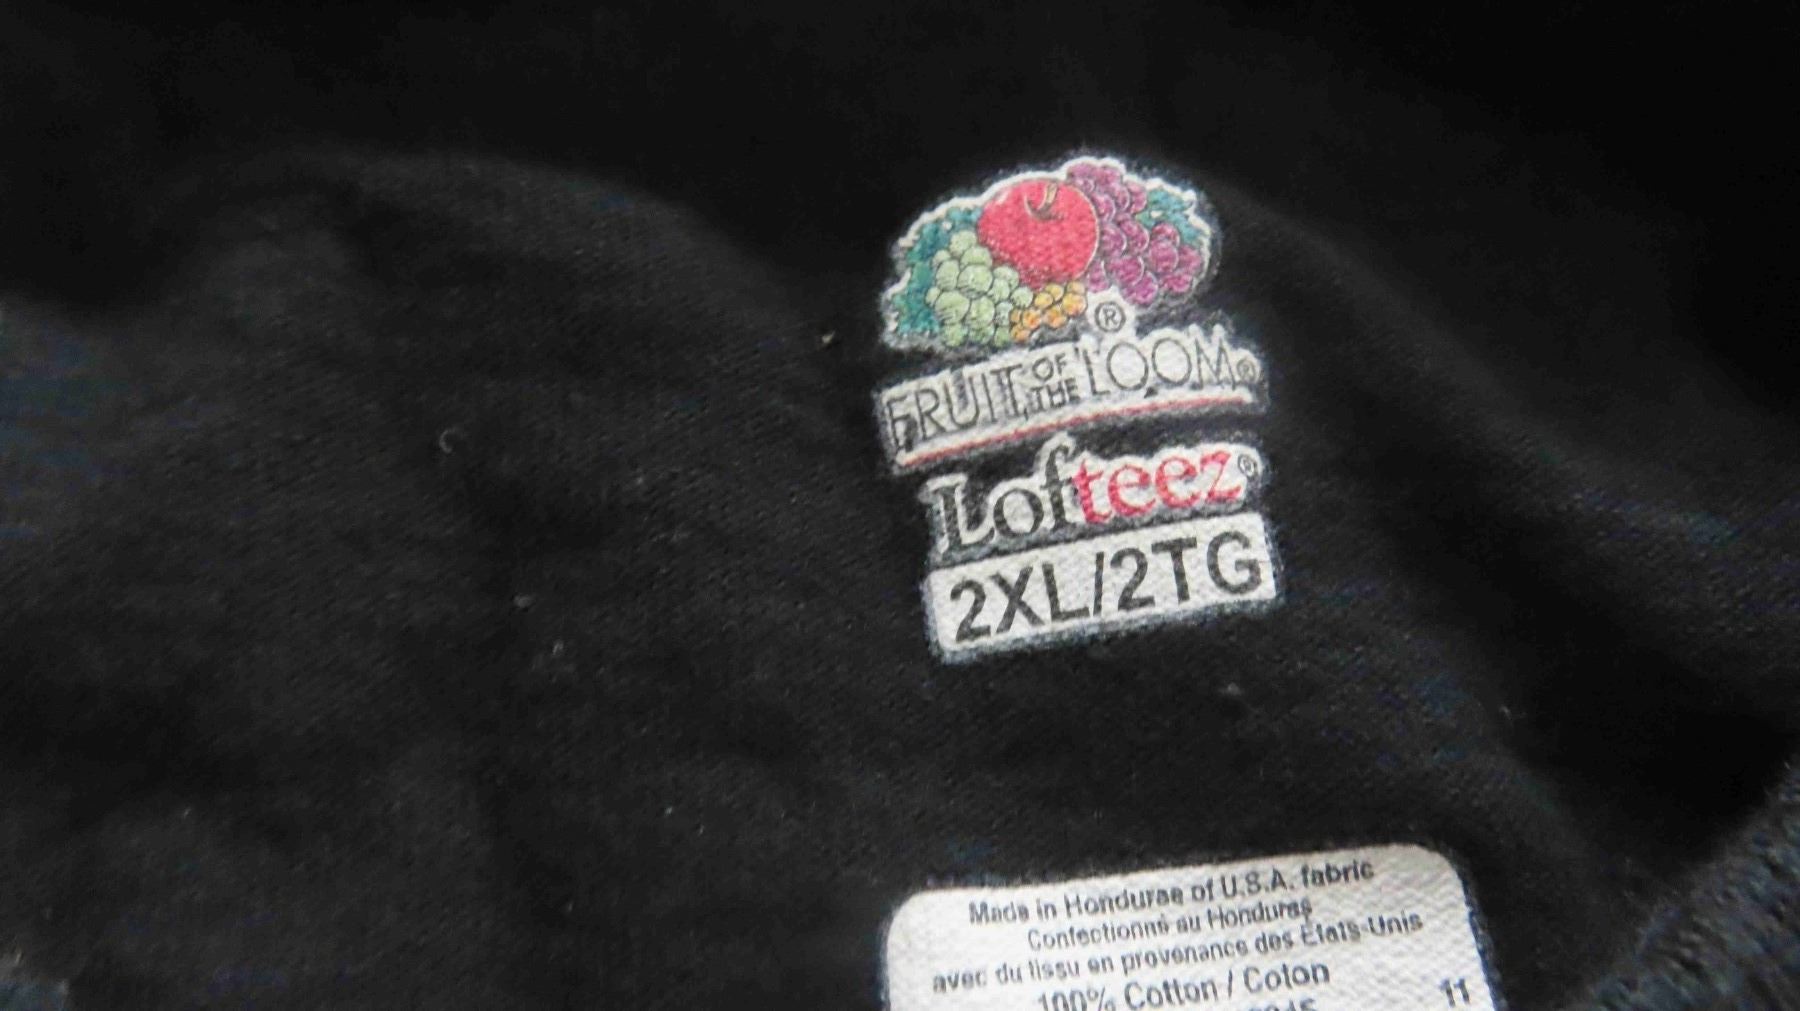 ®
FRUIT OF THE LOOM®
Lofteez®
2XL/2TG
Made in Honduras of U.S.A. fabric
Confectionné au Honduras
avec du tissu en provenance des États-Unis
100% Cotton / Coton
11